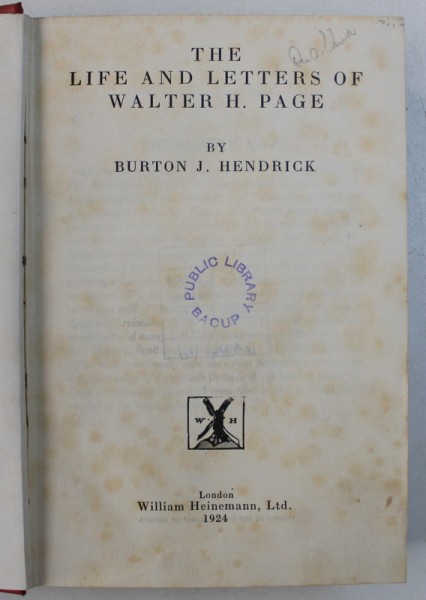 THE
LIFE AND LETTERS OF
WALTER H. PAGE
BY
BURTON J. HENDRICK
PUBLIC LIBRARY
BACUP
W H
London
William Heinemann, Ltd.
1924